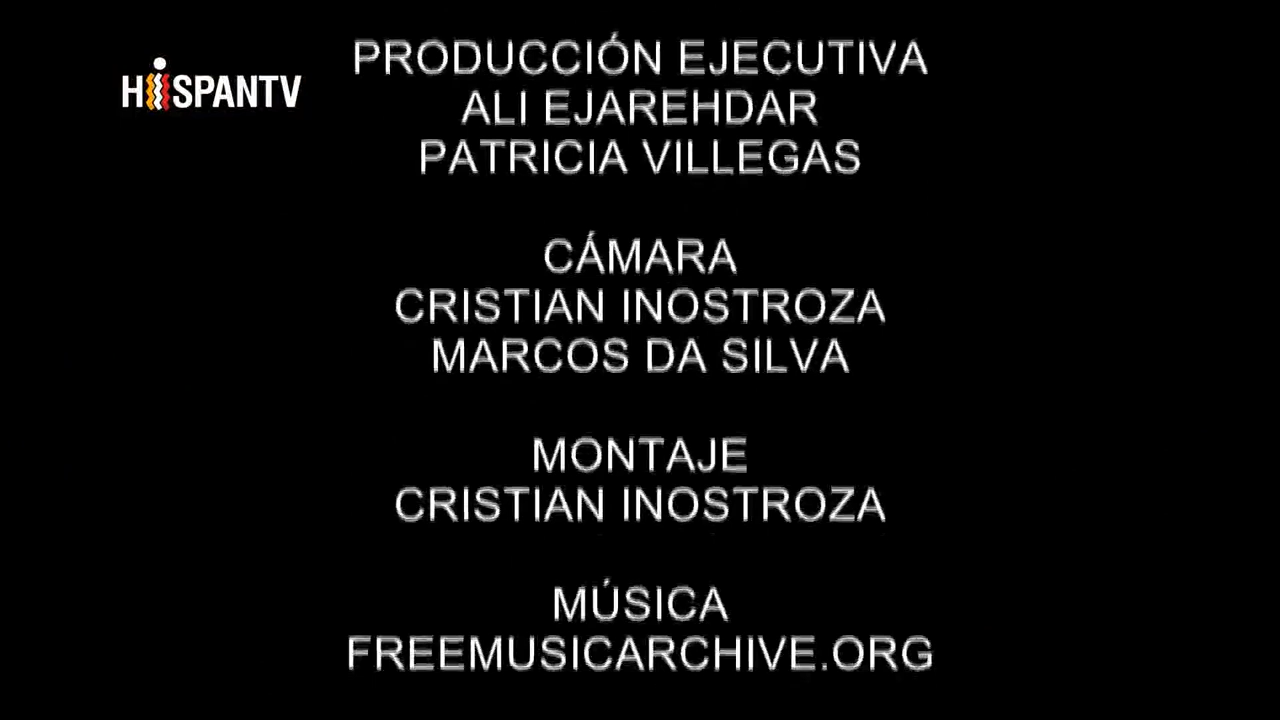 HISPANTV
PRODUCCIÓN EJECUTIVA
ALI EJAREHDAR
PATRICIA VILLEGAS
CÁMARA
CRISTIAN INOSTROZA
MARCOS DA SILVA
MONTAJE
CRISTIAN INOSTROZA
MÚSICA
FREEMUSICARCHIVE.ORG